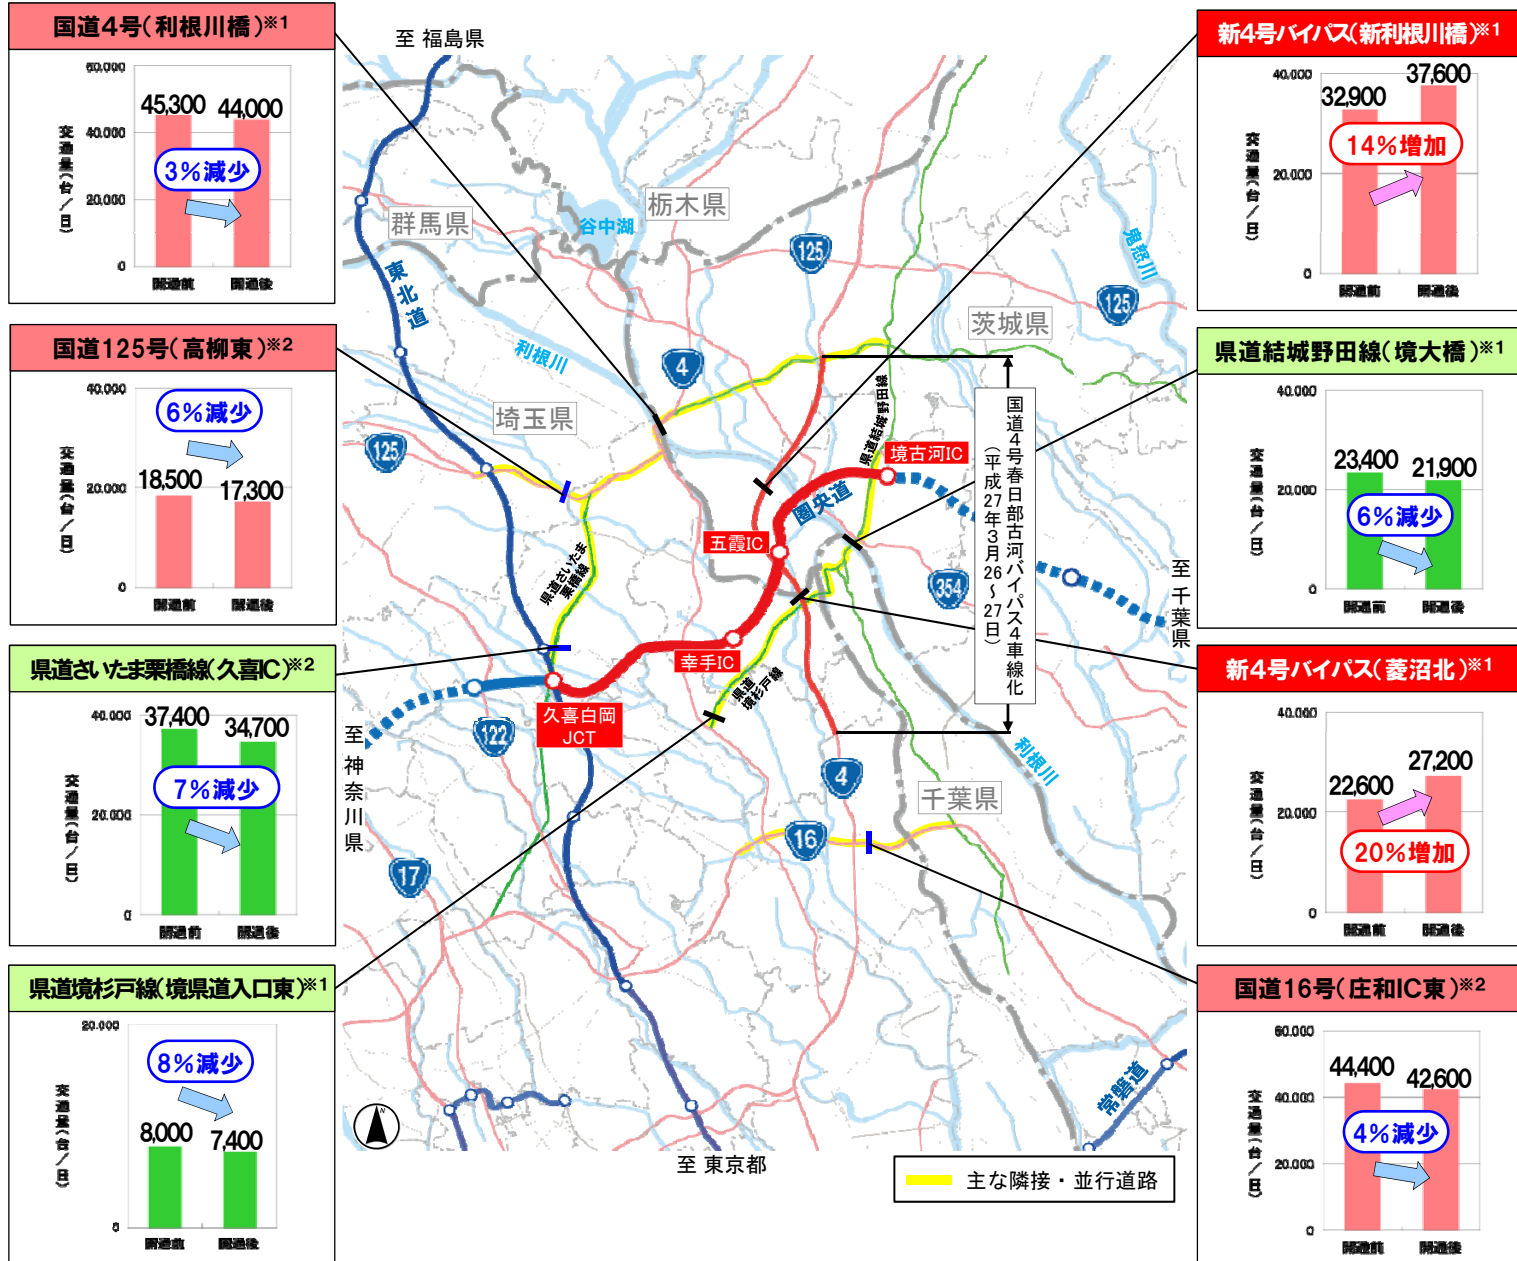 国道4号(利根川橋)※1
交通量(台/日)
60,000
40,000
20,000
0
45,300
44,000
3%減少
開通前
開通後
国道125号(高柳東)※2
交通量(台/日)
40,000
20,000
0
6%減少
18,500
17,300
開通前
開通後
県道さいたま栗橋線(久喜IC)※2
交通量(台/日)
40,000
20,000
0
37,400
34,700
7%減少
開通前
開通後
県道境杉戸線(境県道入口東)※1
交通量(台/日)
20,000
0
8%減少
8,000
7,400
開通前
開通後
至 福島県
群馬県
栃木県
谷中湖
東北道
利根川
埼玉県
125
4
125
125
鬼怒川
茨城県
県道結城野田線
境古河IC
圏央道
五霞IC
県道さいたま
栗橋線
幸手IC
県道
境杉戸線
久喜白岡
JCT
354
国道4号春日部古河バイパス4車線化
(平成27年3月26~27日)
至 千葉県
至 神奈川県
122
17
4
16
千葉県
利根川
常磐道
至 東京都
N
主な隣接・並行道路
新4号バイパス(新利根川橋)※1
交通量(台/日)
40,000
20,000
0
32,900
37,600
14%増加
開通前
開通後
県道結城野田線(境大橋)※1
交通量(台/日)
40,000
20,000
0
23,400
21,900
6%減少
開通前
開通後
新4号バイパス(菱沼北)※1
交通量(台/日)
40,000
20,000
0
22,600
27,200
20%増加
開通前
開通後
国道16号(庄和IC東)※2
交通量(台/日)
60,000
40,000
20,000
0
44,400
42,600
4%減少
開通前
開通後